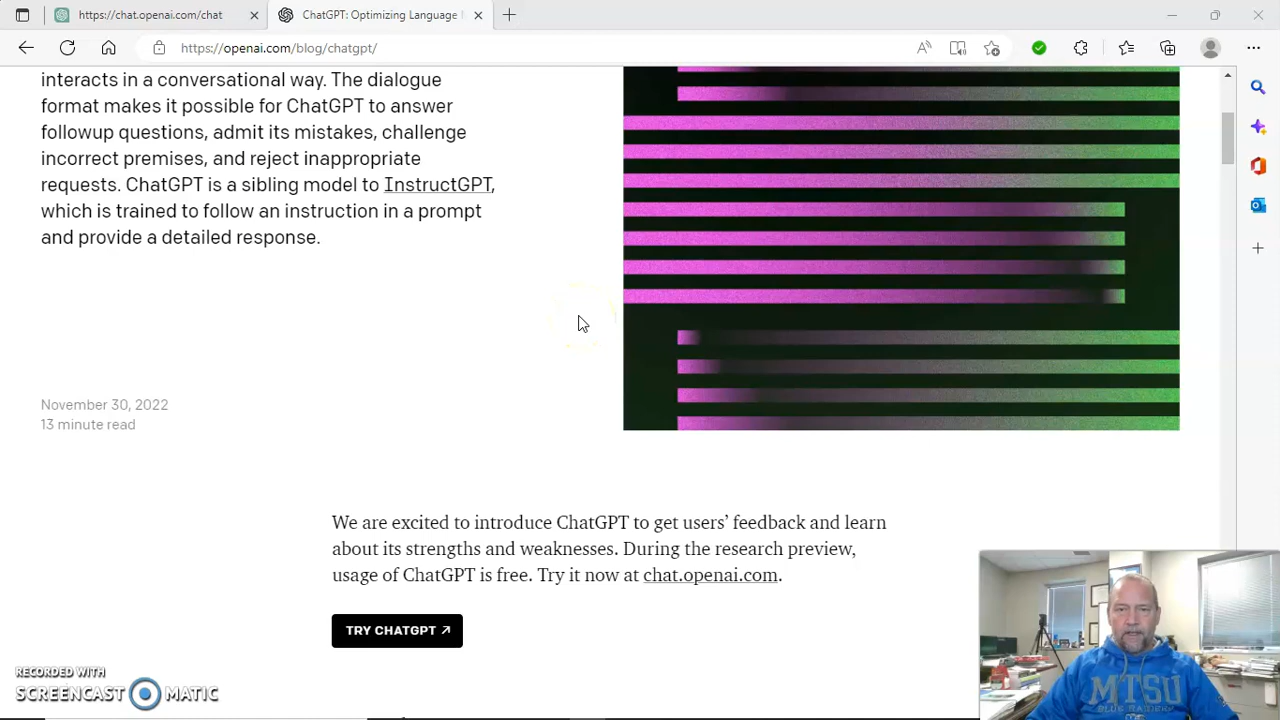 https://chat.openai.com/chat
ChatGPT: Optimizing Language
https://openai.com/blog/chatgpt/
interacts in a conversational way. The dialogue
format makes it possible for ChatGPT to answer
followup questions, admit its mistakes, challenge
incorrect premises, and reject inappropriate
requests. ChatGPT is a sibling model to InstructGPT,
which is trained to follow an instruction in a prompt
and provide a detailed response.
November 30, 2022
13 minute read
We are excited to introduce ChatGPT to get users’ feedback and learn
about its strengths and weaknesses. During the research preview,
usage of ChatGPT is free. Try it now at chat.openai.com.
TRY CHATGPT ↗
RECORDED WITH
SCREENCAST MATIC
MTSU
BLUE RAIDERS